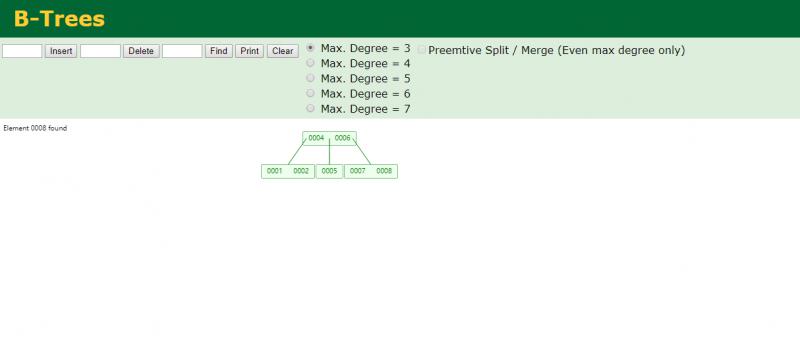 B-Trees
Insert Delete Find Print Clear Max. Degree = 3 Preemtive Split / Merge (Even max degree only)
Max. Degree = 4
Max. Degree = 5
Max. Degree = 6
Max. Degree = 7
Element 0008 found
0004 0006
0001 0002 0005 0007 0008